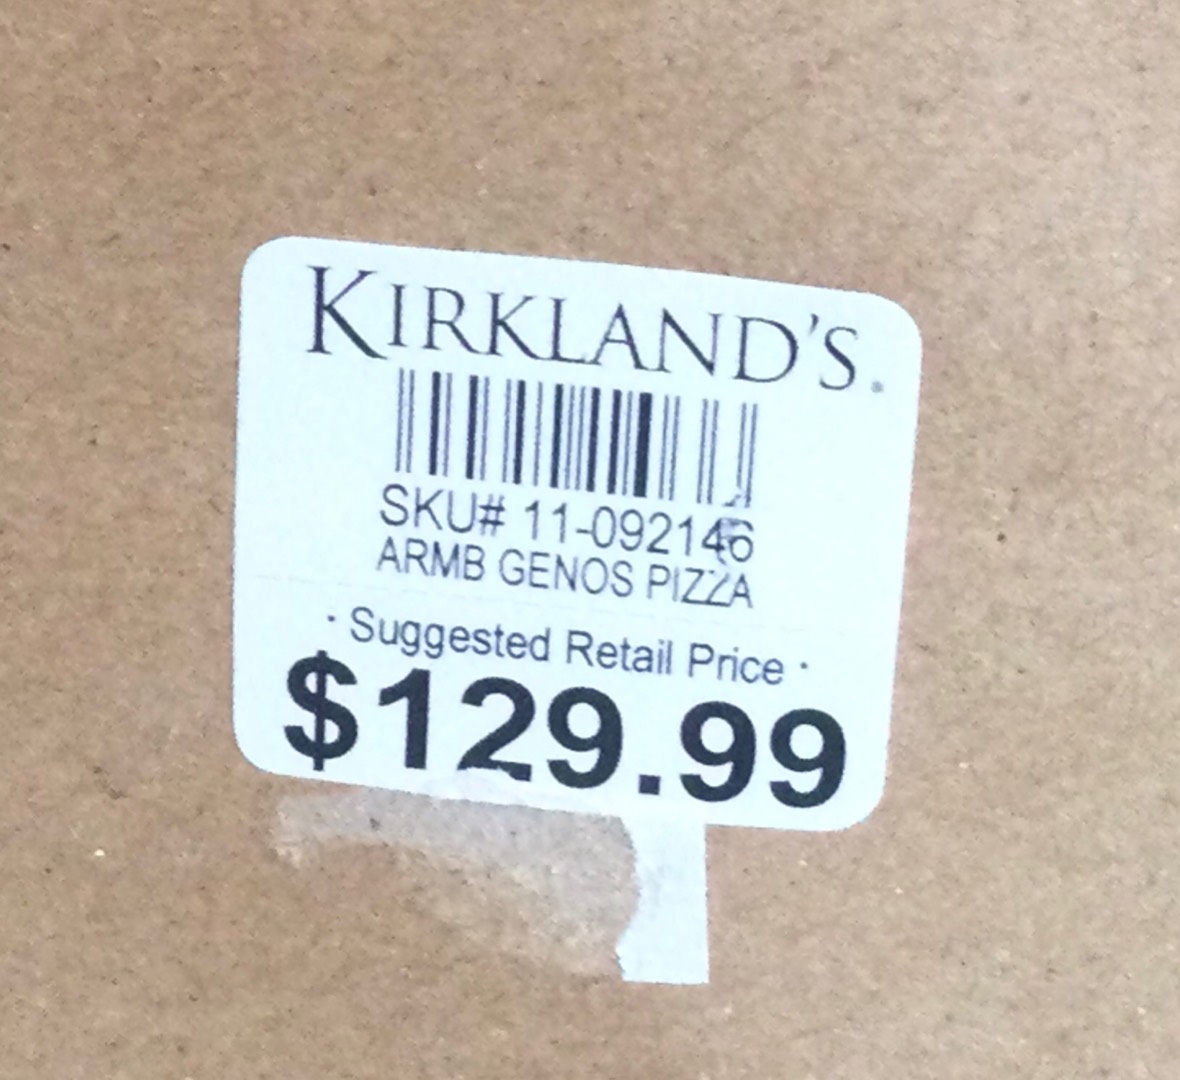 KIRKLAND'S.
SKU# 11-092146
ARMB GENOS PIZZA
· Suggested Retail Price ·
$129.99